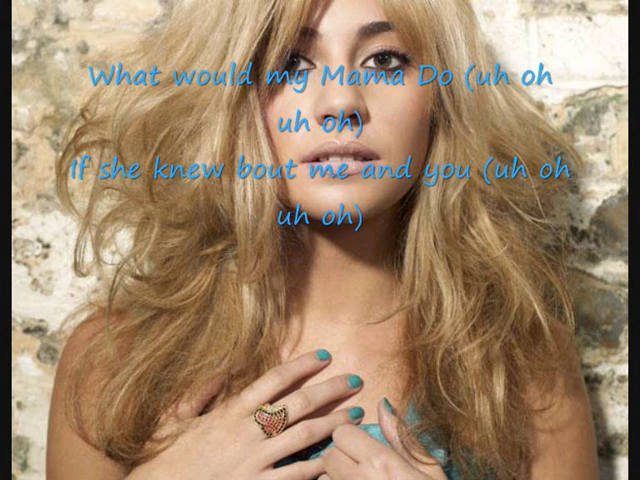 What would my Mama Do (uh oh
uh oh)
If she knew bout me and you (uh oh
uh oh)